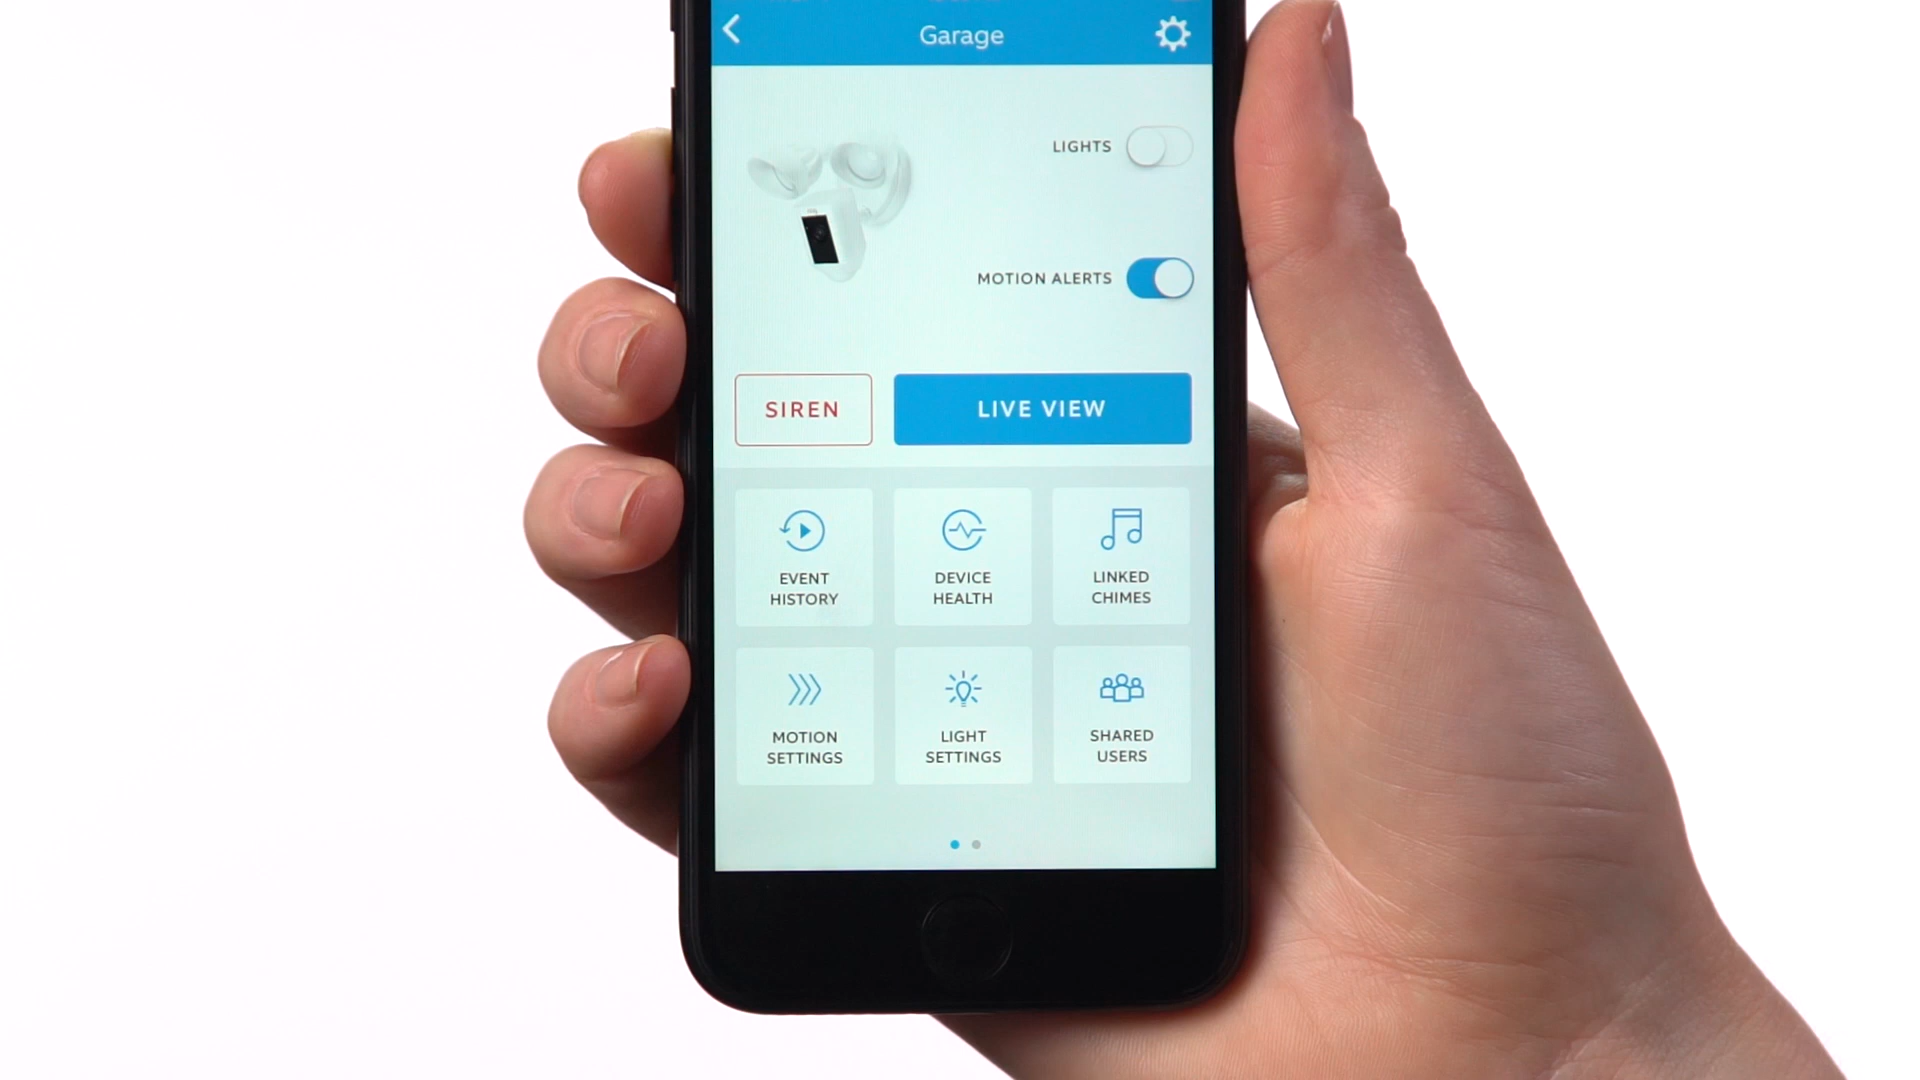 Garage
LIGHTS
MOTION ALERTS
SIREN
LIVE VIEW
EVENT
HISTORY
DEVICE
HEALTH
LINKED
CHIMES
MOTION
SETTINGS
LIGHT
SETTINGS
SHARED
USERS